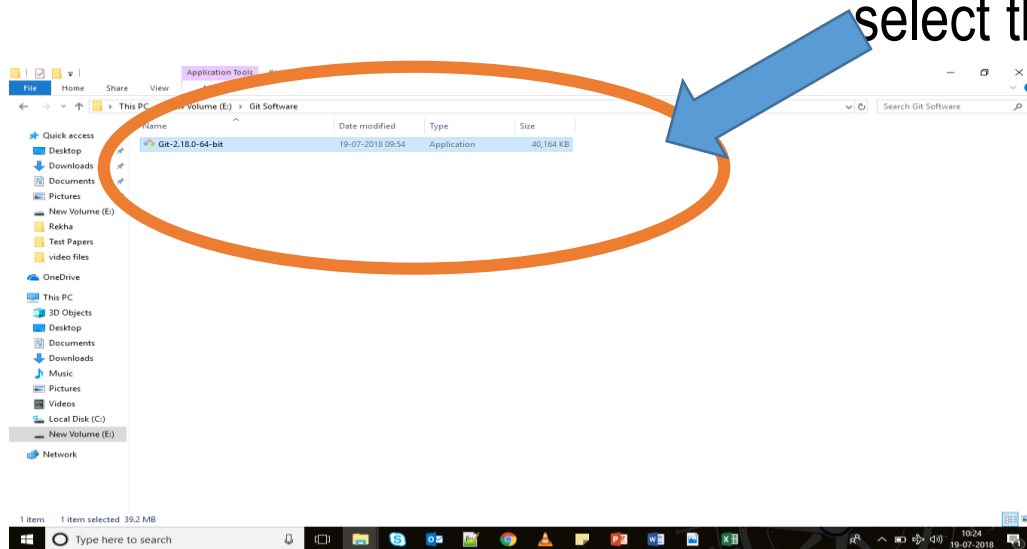 select th
Application Tools
File Home Share View
This PC New Volume (E:) > Git Software
Search Git Software
Name Date modified Type Size
Git-2.18.0-64-bit 19-07-2018 09:54 Application 40,164 KB
Quick access
Desktop
Downloads
Documents
Pictures
New Volume (E:)
Rekha
Test Papers
video files
OneDrive
This PC
3D Objects
Desktop
Documents
Downloads
Music
Pictures
Videos
Local Disk (C:)
New Volume (E:)
Network
1 item 1 item selected 39.2 MB
Type here to search
10:24
19-07-2018